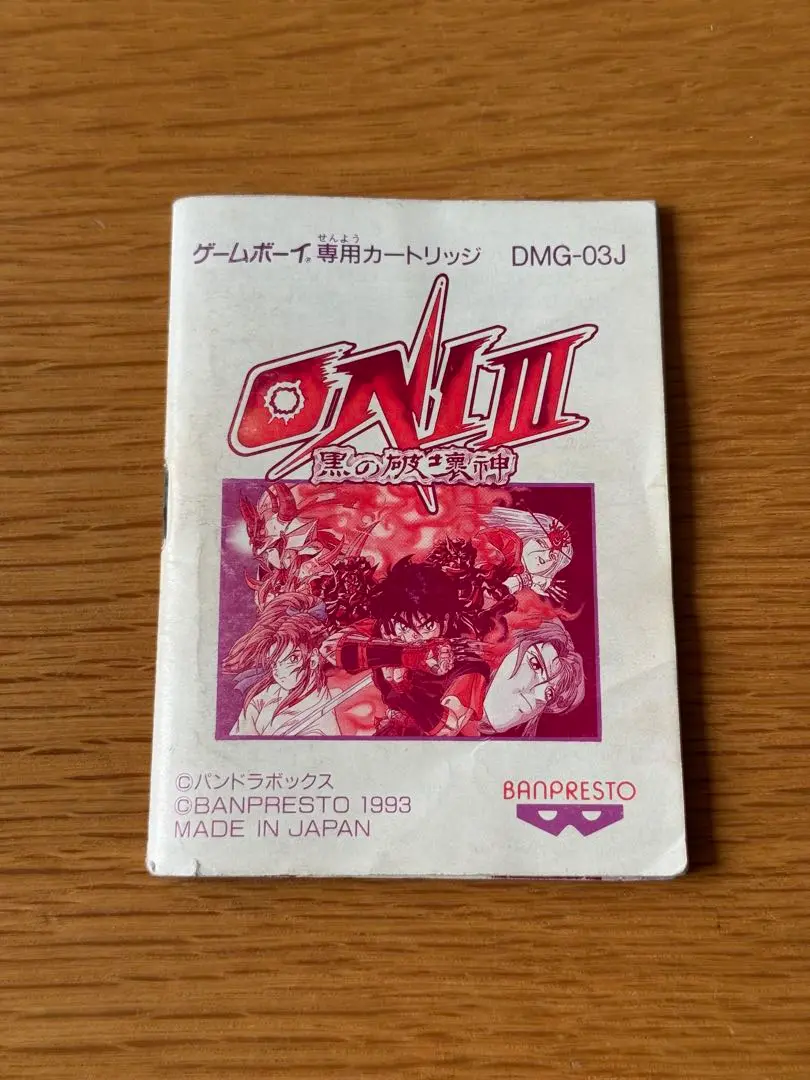 せんよう
ゲームボーイ®専用カートリッジ DMG-03J
ONI III
黒の破壊神
©パンドラボックス
©BANPRESTO 1993
MADE IN JAPAN
BANPRESTO